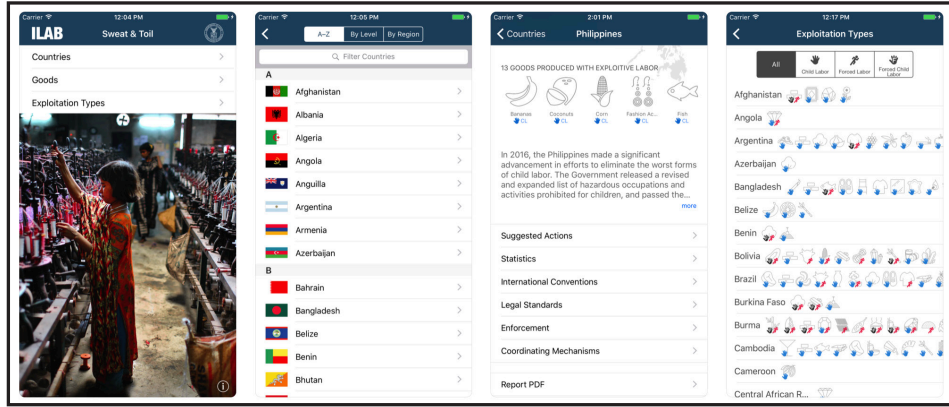 Carrier 12:04 PM
ILAB Sweat & Toil
Countries
Goods
Exploitation Types
Carrier 12:05 PM
A-Z By Level By Region
Filter Countries
A
Afghanistan
Albania
Algeria
Angola
Anguilla
Argentina
Armenia
Azerbaijan
B
Bahrain
Bangladesh
Belize
Benin
Bhutan
Carrier 2:01 PM
Countries Philippines
13 GOODS PRODUCED WITH EXPLOITIVE LABOR
Bananas Coconuts Corn Fashion Ac... Fish
CL CL CL CL CL
In 2016, the Philippines made a significant
advancement in efforts to eliminate the worst forms
of child labor. The Government released a revised
and expanded list of hazardous occupations and
activities prohibited for children, and passed the...
more
Suggested Actions
Statistics
International Conventions
Legal Standards
Enforcement
Coordinating Mechanisms
Report PDF
Carrier 12:17 PM
Exploitation Types
All Child Labor Forced Labor Forced Child
Labor
Afghanistan
Angola
Argentina
Azerbaijan
Bangladesh
Belize
Benin
Bolivia
Brazil
Burkina Faso
Burma
Cambodia
Cameroon
Central African R...